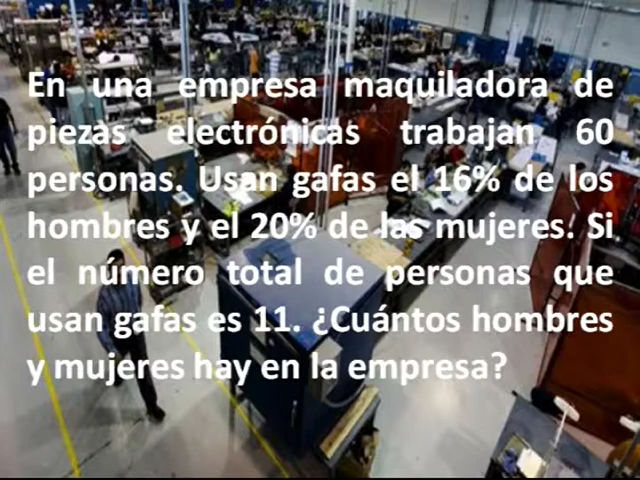 En una empresa maquiladora de
piezas electrónicas trabajan 60
personas. Usan gafas el 16% de los
hombres y el 20% de las mujeres. Si
el número total de personas que
usan gafas es 11. ¿Cuántos hombres
y mujeres hay en la empresa?